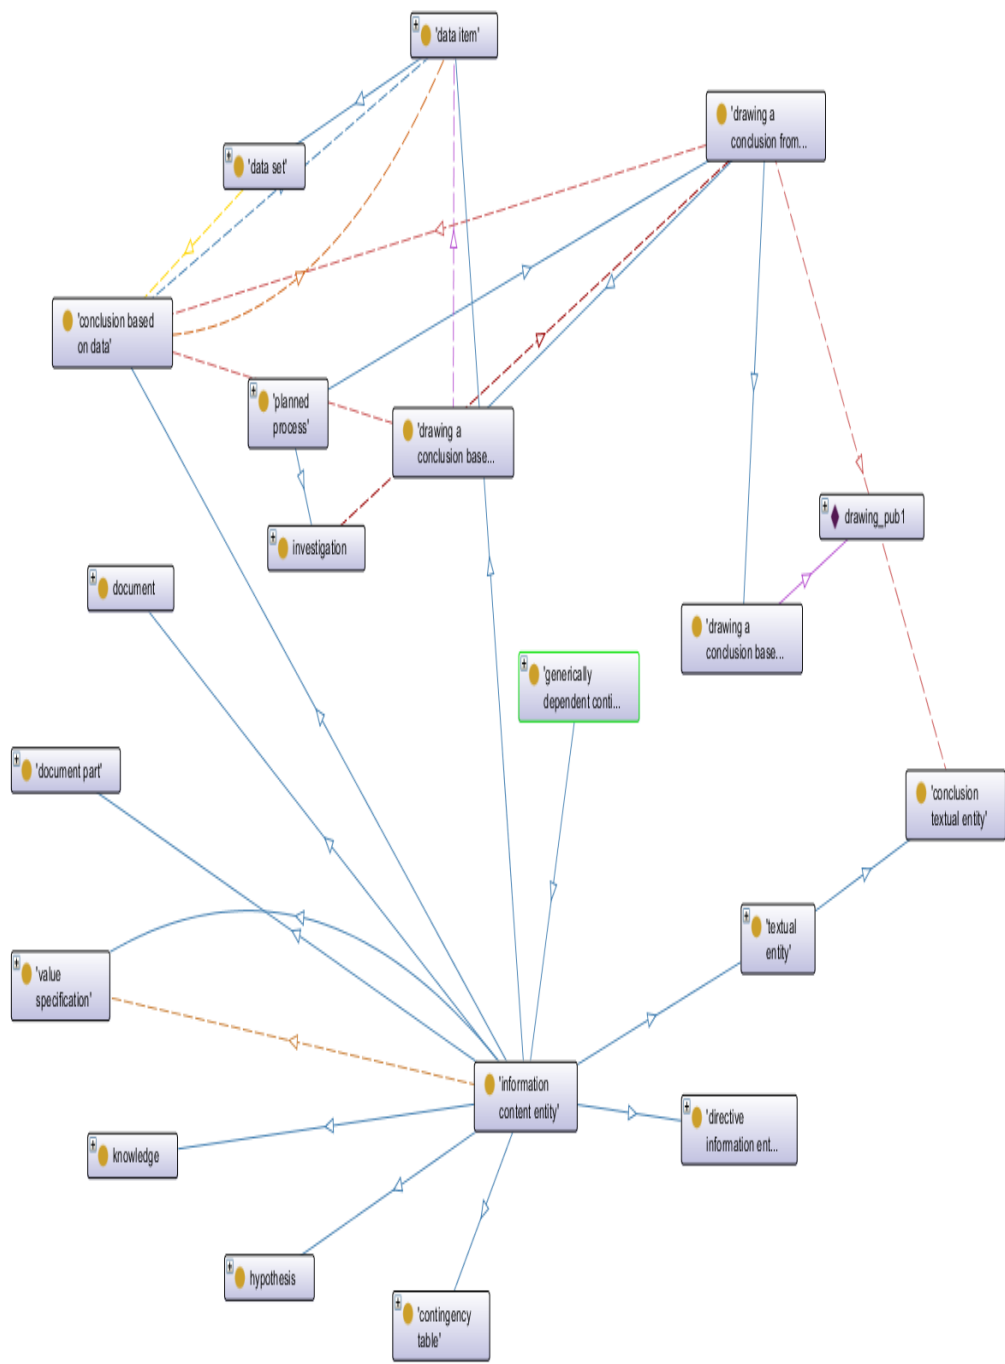 'data item'
'drawing a
conclusion from...
'data set'
'conclusion based
on data'
'planned
process'
'drawing a
conclusion base...
drawing_pub1
investigation
document
'drawing a
conclusion base...
'generically
dependent conti...
'document part'
'conclusion
textual entity'
'textual
entity'
'value
specification'
'information
content entity'
'directive
information ent...
knowledge
hypothesis
'contingency
table'